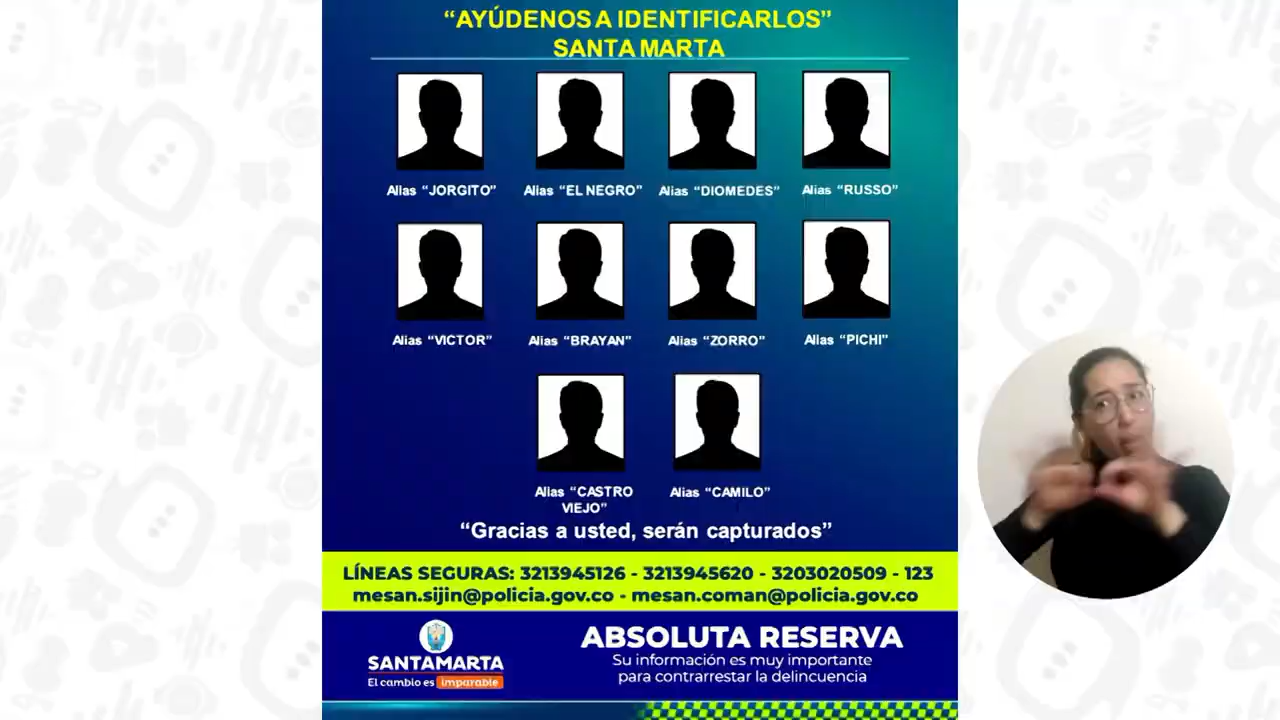 “AYÚDENOS A IDENTIFICARLOS”
SANTA MARTA
Alias “JORGITO” Alias “EL NEGRO” Alias “DIOMEDES” Alias “RUSSO”
Alias “VICTOR” Alias “BRAYAN” Alias “ZORRO” Alias “PICHI”
Alias “CASTRO VIEJO” Alias “CAMILO”
“Gracias a usted, serán capturados”
LÍNEAS SEGURAS: 3213945126 - 3213945620 - 3203020509 - 123
mesan.sijin@policia.gov.co - mesan.coman@policia.gov.co
SANTAMARTA
El cambio es imparable
ABSOLUTA RESERVA
Su información es muy importante
para contrarrestar la delincuencia